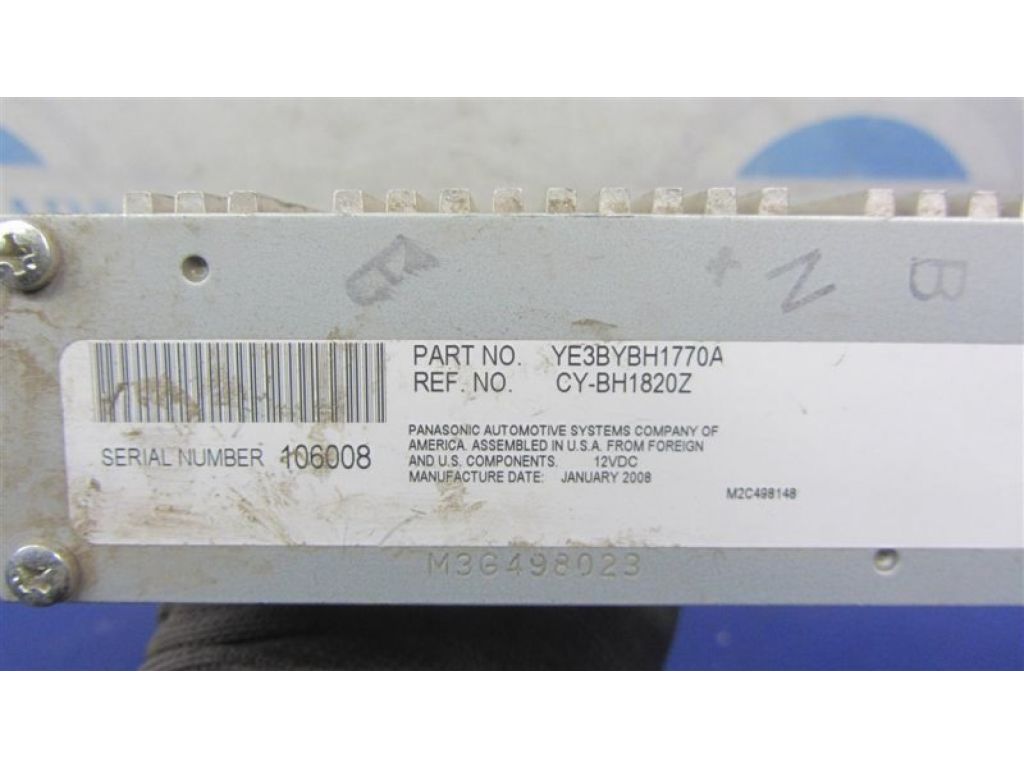 N B
PART NO. YE3BYBH1770A
REF. NO. CY-BH1820Z
SERIAL NUMBER 106008
PANASONIC AUTOMOTIVE SYSTEMS COMPANY OF
AMERICA. ASSEMBLED IN U.S.A. FROM FOREIGN
AND U.S. COMPONENTS. 12VDC
MANUFACTURE DATE: JANUARY 2008
M2C498148
M3G498023